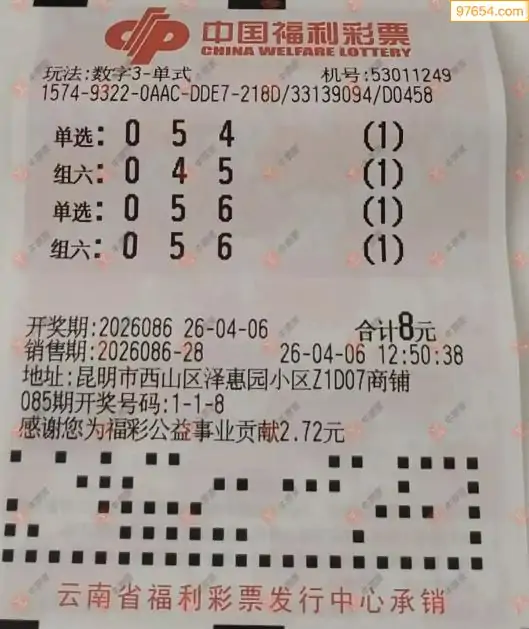 97654.com
中国福利彩票
CHINA WELFARE LOTTERY
玩法:数字3-单式 机号:53011249
1574-9322-0AAC-DDE7-218D/33139094/D0458
单选: 0 5 4 (1)
组六: 0 4 5 (1)
单选: 0 5 6 (1)
组六: 0 5 6 (1)
开奖期:2026086 26-04-06 合计8元
销售期:2026086-28 26-04-06 12:50:38
地址:昆明市西山区泽惠园小区Z1D07商铺
085期开奖号码:1-1-8
感谢您为福彩公益事业贡献2.72元
云南省福利彩票发行中心承销